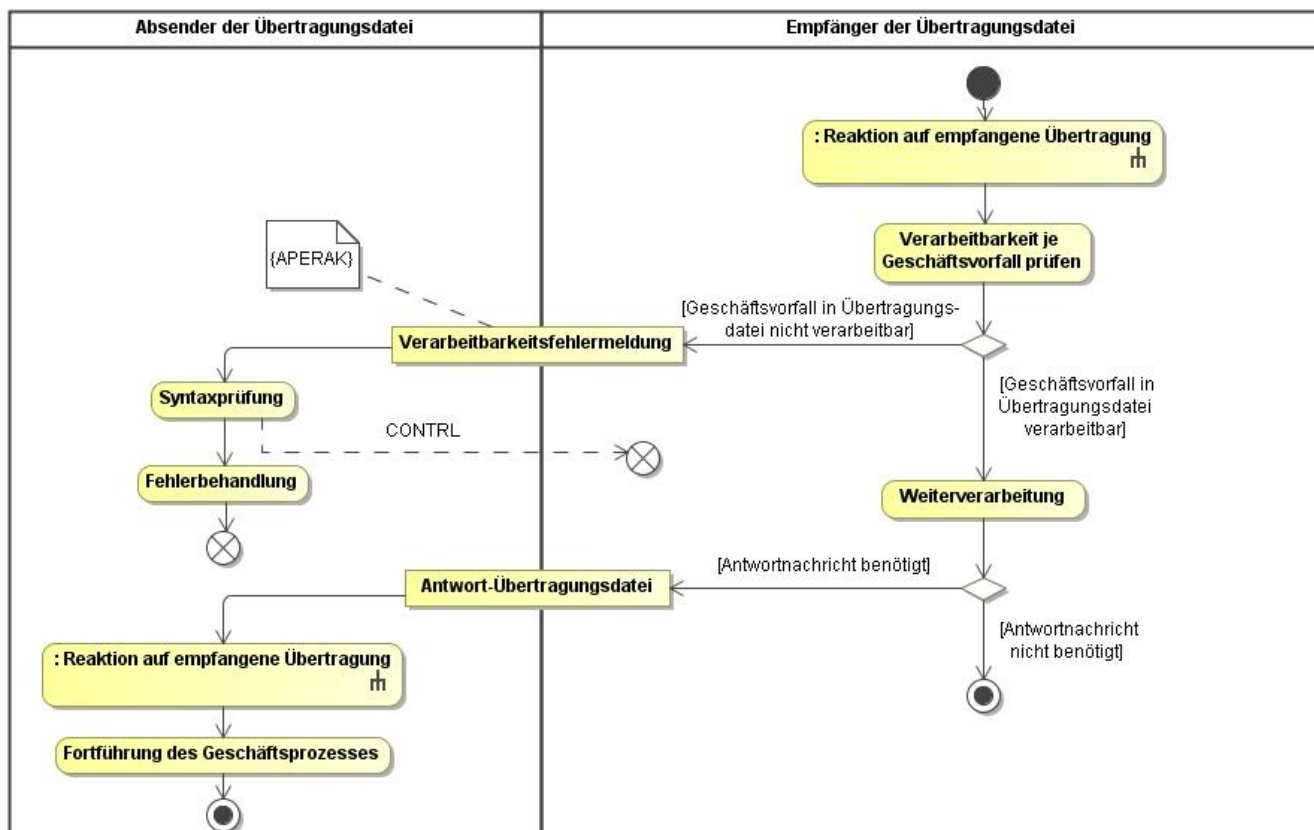 Absender der Übertragungsdatei
Empfänger der Übertragungsdatei
: Reaktion auf empfangene Übertragung
Verarbeitbarkeit je
Geschäftsvorfall prüfen
{APERAK}
[Geschäftsvorfall in Übertragungs-
datei nicht verarbeitbar]
Verarbeitbarkeitsfehlermeldung
[Geschäftsvorfall in
Übertragungsdatei
verarbeitbar]
Syntaxprüfung
CONTRL
Fehlerbehandlung
Weiterverarbeitung
[Antwortnachricht benötigt]
Antwort-Übertragungsdatei
[Antwortnachricht
nicht benötigt]
: Reaktion auf empfangene Übertragung
Fortführung des Geschäftsprozesses